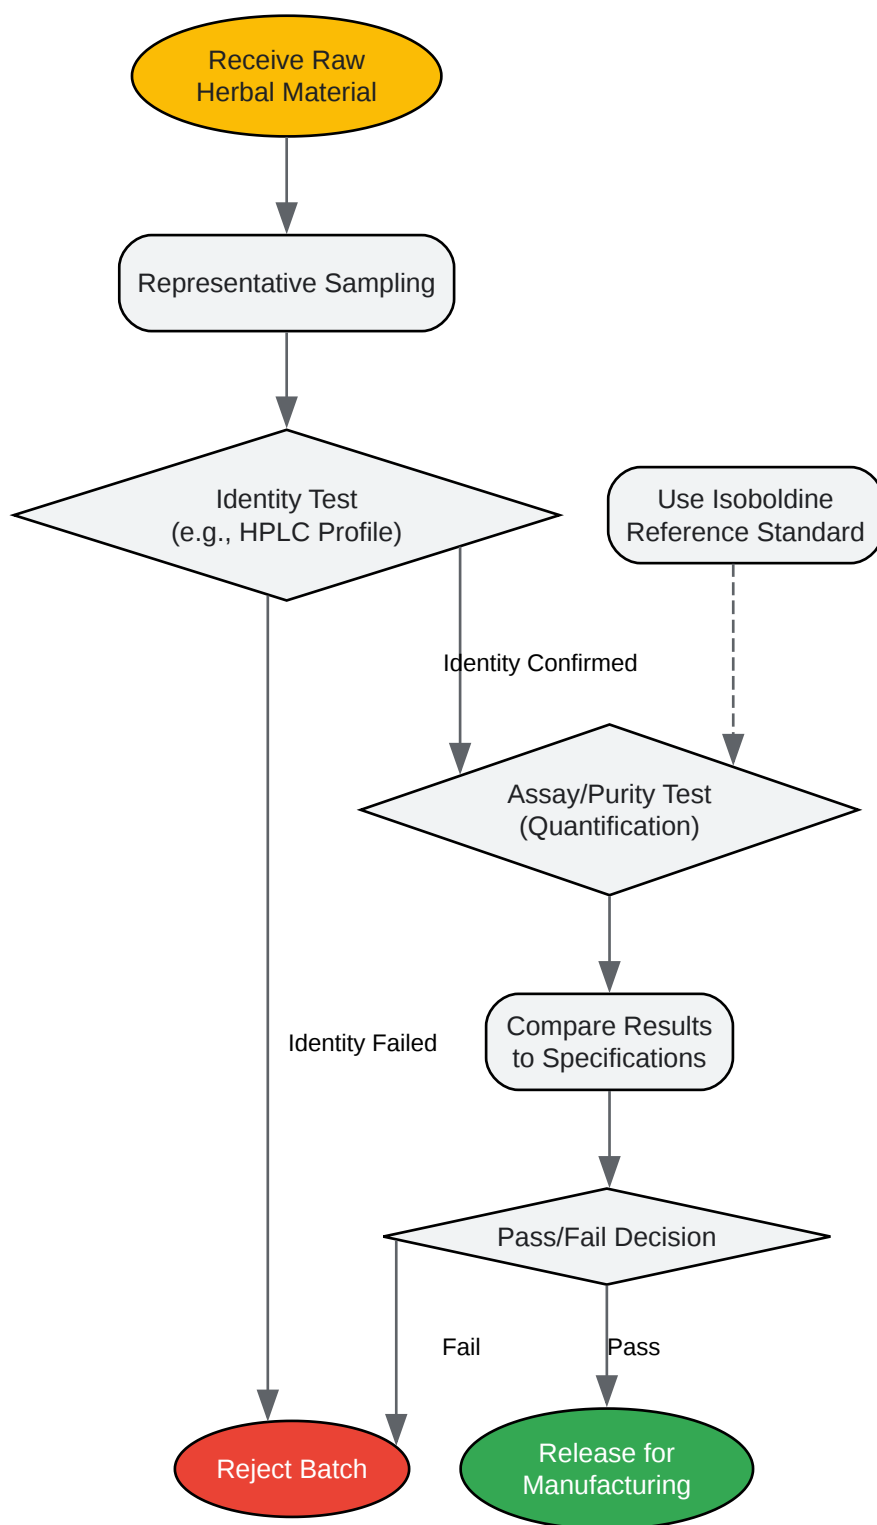 Receive Raw
Herbal Material
Representative Sampling
Identity Test
(e.g., HPLC Profile)
Use Isoboldine
Reference Standard
Identity Confirmed
Assay/Purity Test
(Quantification)
Compare Results
to Specifications
Identity Failed
Pass/Fail Decision
Fail
Pass
Reject Batch
Release for
Manufacturing